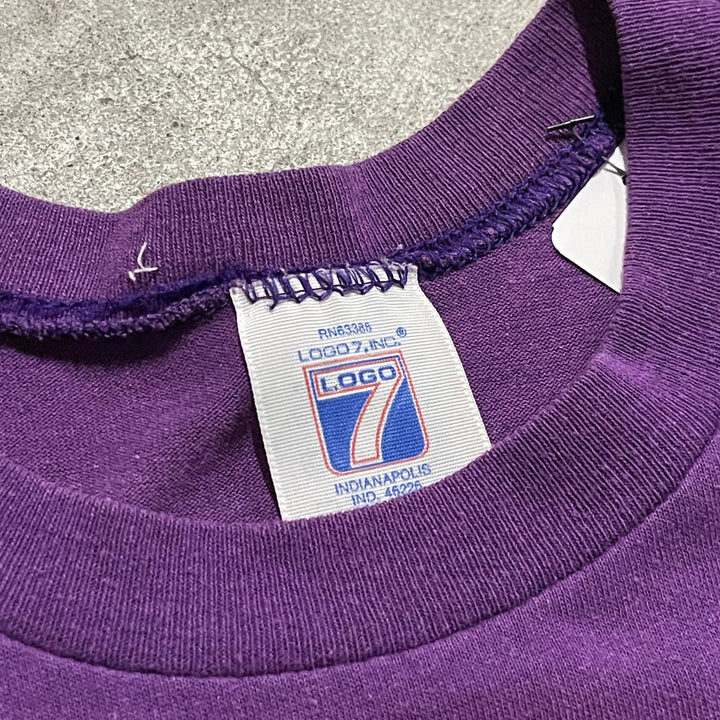 RN63386
LOGO 7, INC.®
LOGO
7
INDIANAPOLIS
IND. 46226